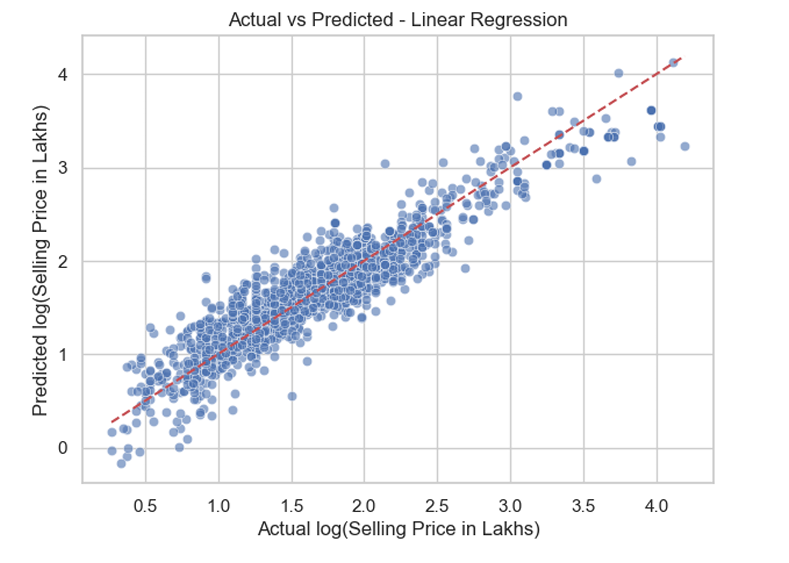 Actual vs Predicted - Linear Regression
Predicted log(Selling Price in Lakhs)
4
3
2
1
0
0.5 1.0 1.5 2.0 2.5 3.0 3.5 4.0
Actual log(Selling Price in Lakhs)